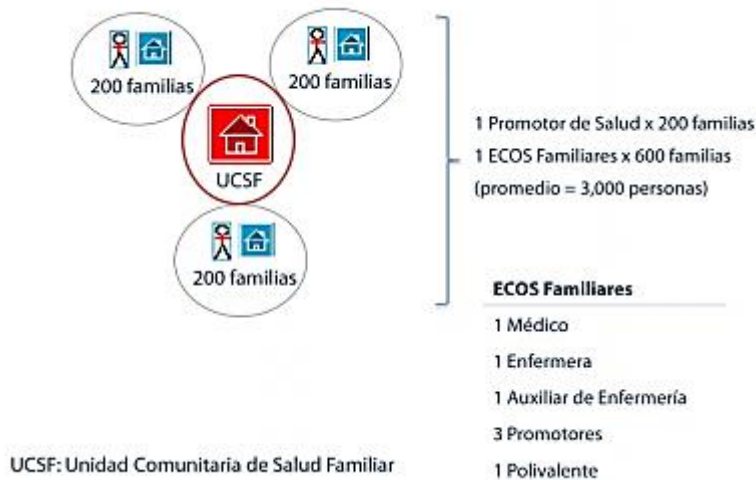 200 familias
200 familias
UCSF
200 familias
1 Promotor de Salud x 200 familias
1 ECOS Familiares x 600 familias
(promedio = 3,000 personas)
ECOS Familiares
1 Médico
1 Enfermera
1 Auxiliar de Enfermería
3 Promotores
1 Polivalente
UCSF: Unidad Comunitaria de Salud Familiar